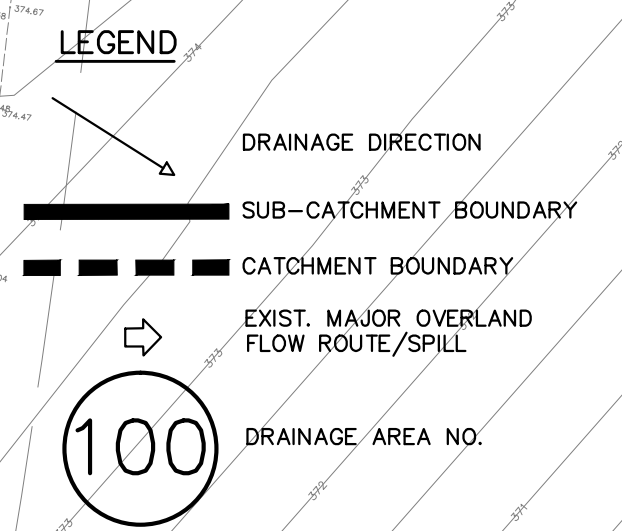 374.67
LEGEND
374
373
374.47
DRAINAGE DIRECTION
373
SUB-CATCHMENT BOUNDARY
CATCHMENT BOUNDARY
EXIST. MAJOR OVERLAND
FLOW ROUTE/SPILL
373
100
DRAINAGE AREA NO.
372
371